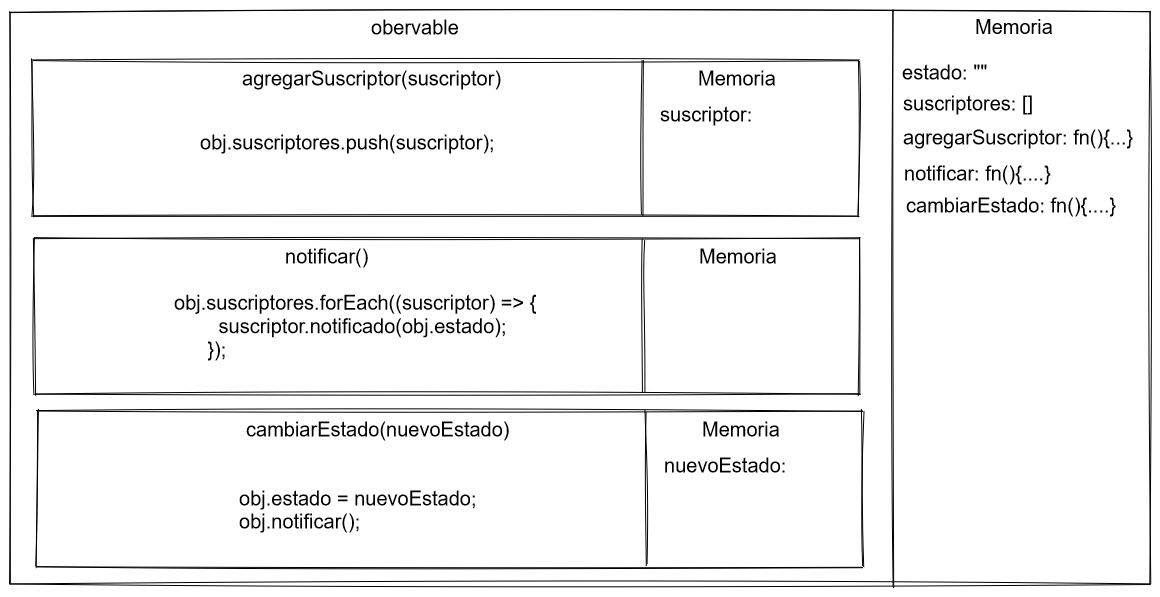 obervable
agregarSuscriptor(suscriptor)
obj.suscriptores.push(suscriptor);
Memoria
suscriptor:
notificar()
obj.suscriptores.forEach((suscriptor) => {
suscriptor.notificado(obj.estado);
});
Memoria
cambiarEstado(nuevoEstado)
obj.estado = nuevoEstado;
obj.notificar();
Memoria
nuevoEstado:
Memoria
estado: ""
suscriptores: []
agregarSuscriptor: fn(){...}
notificar: fn(){....}
cambiarEstado: fn(){....}